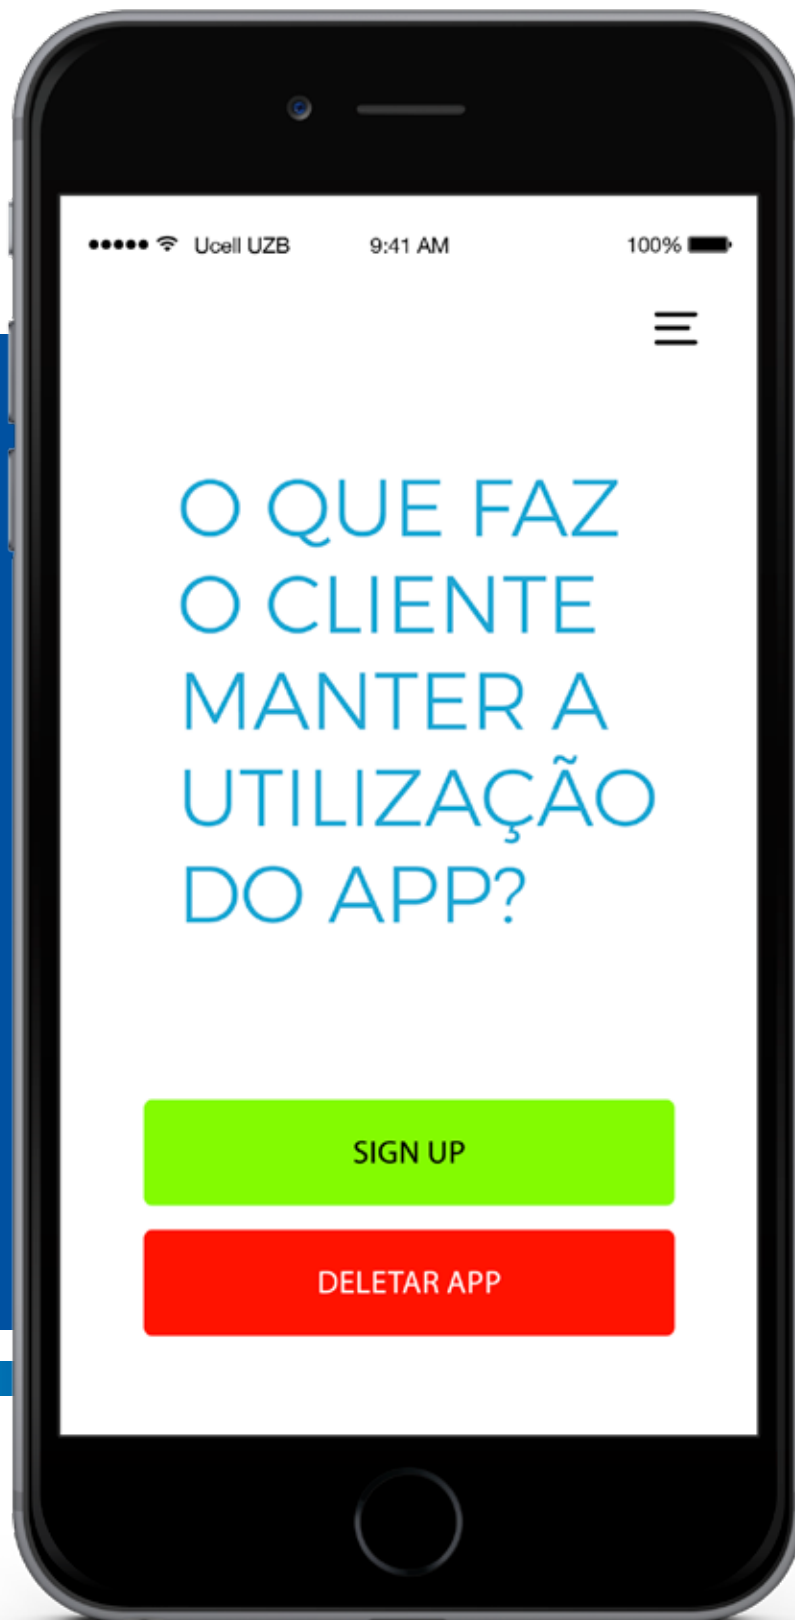 Ucell UZB 9:41 AM 100%
O QUE FAZ
O CLIENTE
MANTER A
UTILIZAÇÃO
DO APP?
SIGN UP
DELETAR APP